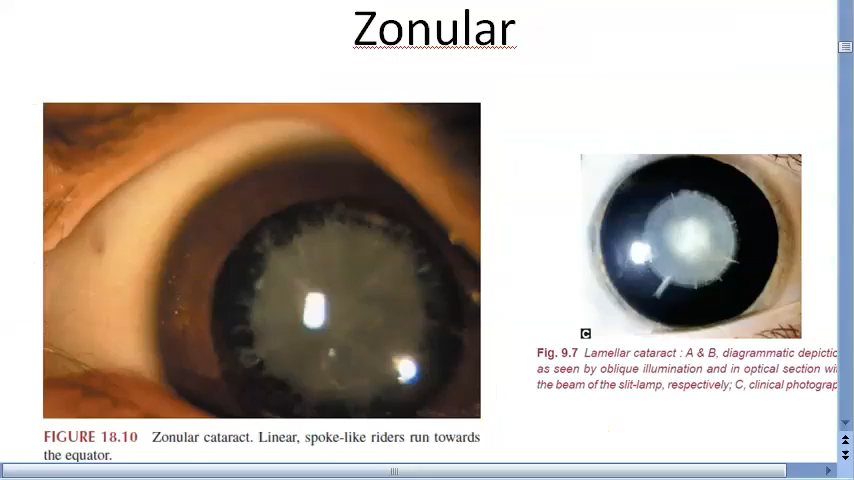 Zonular
C
Fig. 9.7 Lamellar cataract : A & B, diagrammatic depictic
as seen by oblique illumination and in optical section wi
the beam of the slit-lamp, respectively; C, clinical photograp
FIGURE 18.10 Zonular cataract. Linear, spoke-like riders run towards
the equator.